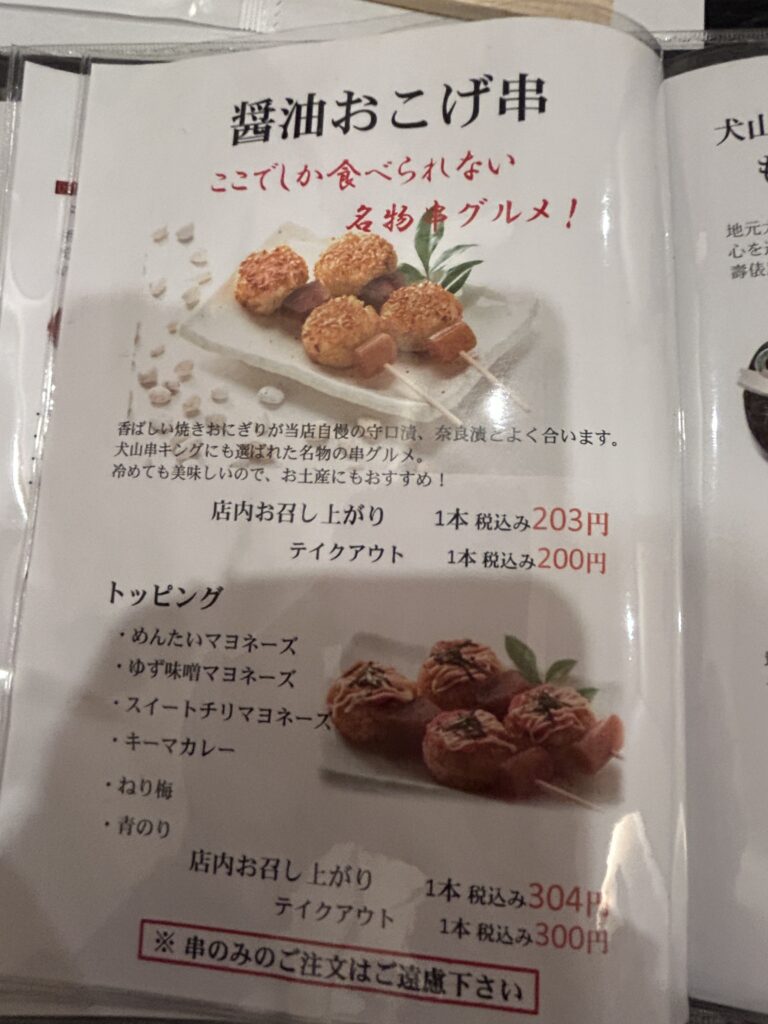 醤油おこげ串
ここでしか食べられない
名物串グルメ！
香ばしい焼きおにぎりが当店自慢の守口漬、奈良漬とよく合います。
犬山串キングにも選ばれた名物の串グルメ。
冷めても美味しいので、お土産にもおすすめ！
店内お召し上がり 1本 税込み203円
テイクアウト 1本 税込み200円
トッピング
・めんたいマヨネーズ
・ゆず味噌マヨネーズ
・スイートチリマヨネーズ
・キーマカレー
・ねり梅
・青のり
店内お召し上がり 1本 税込み304円
テイクアウト 1本 税込み300円
※ 串のみのご注文はご遠慮下さい
犬山
地元
心を
壽俵